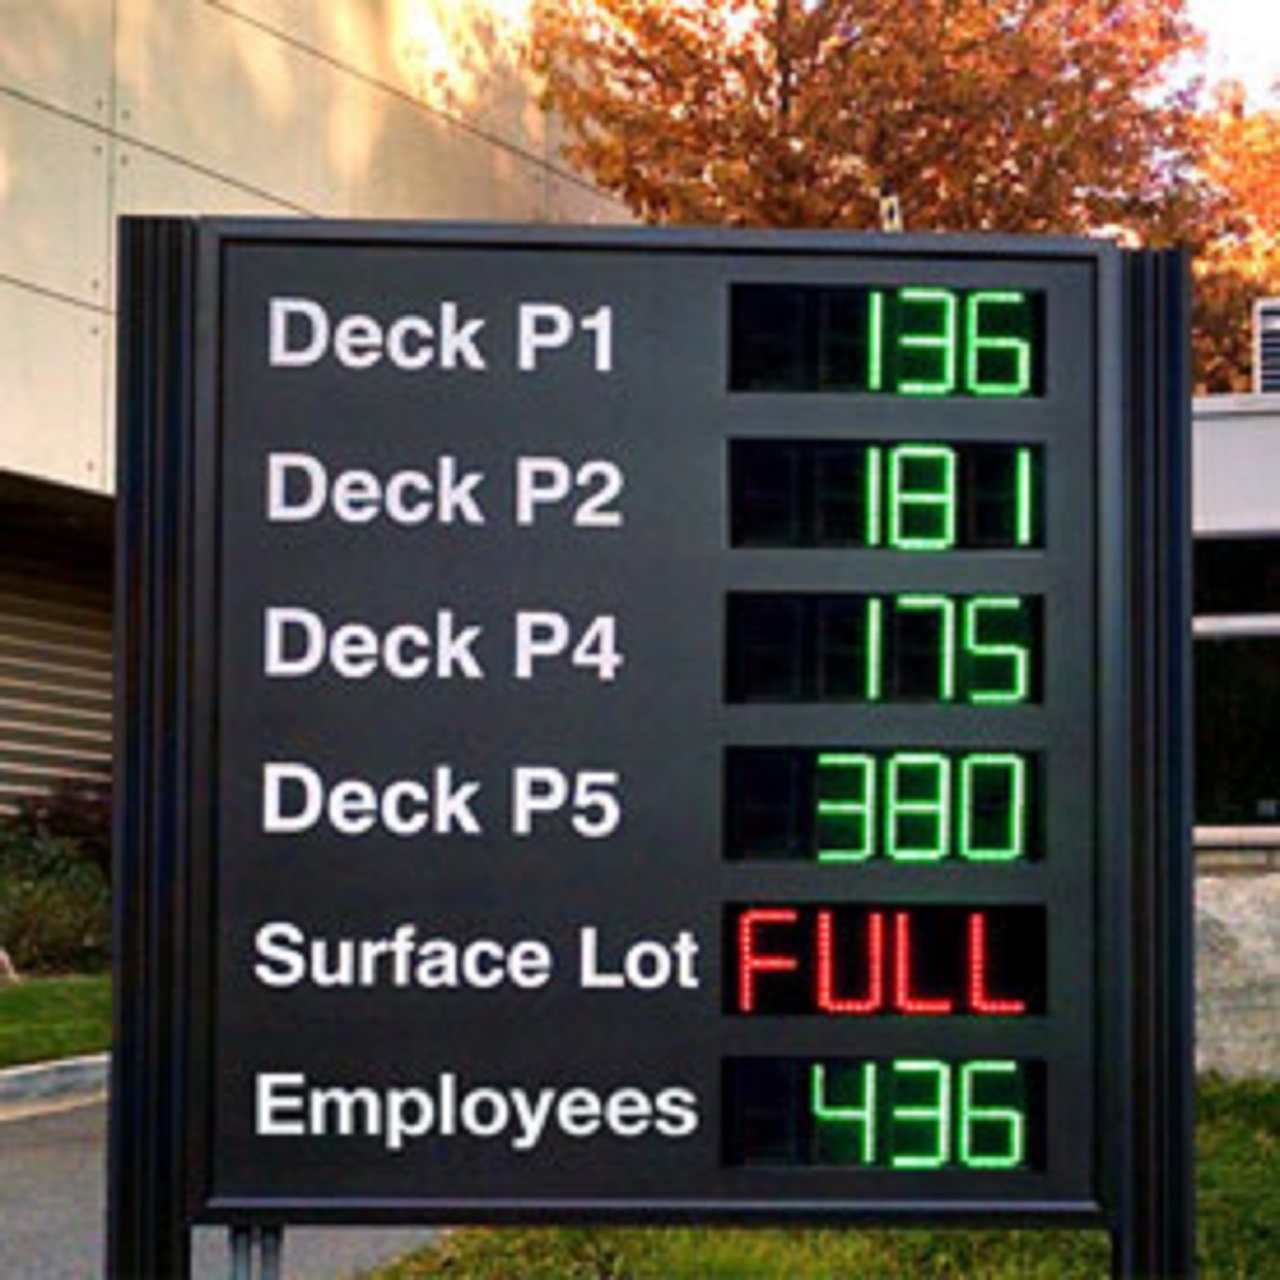 Deck P1 136
Deck P2 181
Deck P4 175
Deck P5 380
Surface Lot FULL
Employees 436